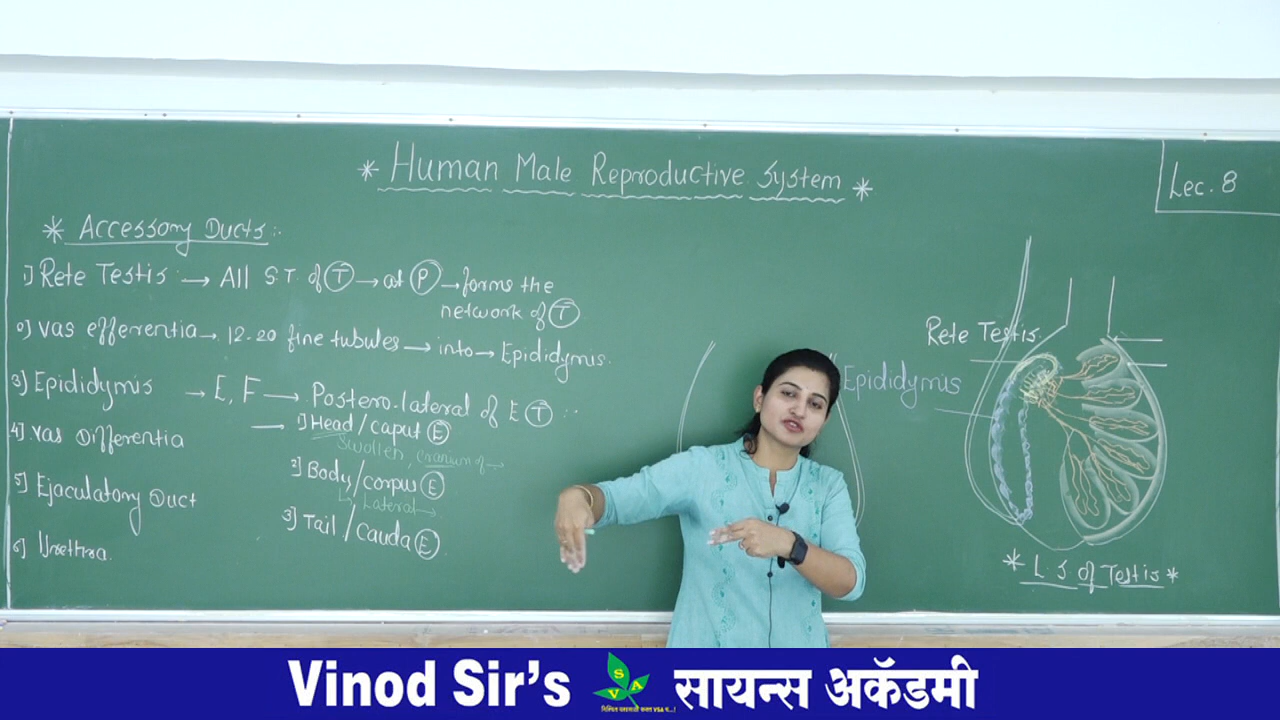 * Human Male Reproductive System *
Lec. 8
* Accessory Ducts :-
1) Rete Testis → All S.T. of (T) → at (P) → forms the
network of (T)
2) Vas efferentia → 12-20 fine tubules → into → Epididymis.
3) Epididymis → E, F → Postero-lateral of E (T) :-
→ 1) Head / caput (E)
Swollen, cranium of →
2) Body / corpus (E)
↳ Lateral →
3) Tail / Cauda (E)
4) Vas Differentia
5) Ejaculatory Duct
6) Urethra.
Rete Testis
Epididymis
* L.S of Testis *
Vinod Sir's SVA सायन्स अकॅडमी